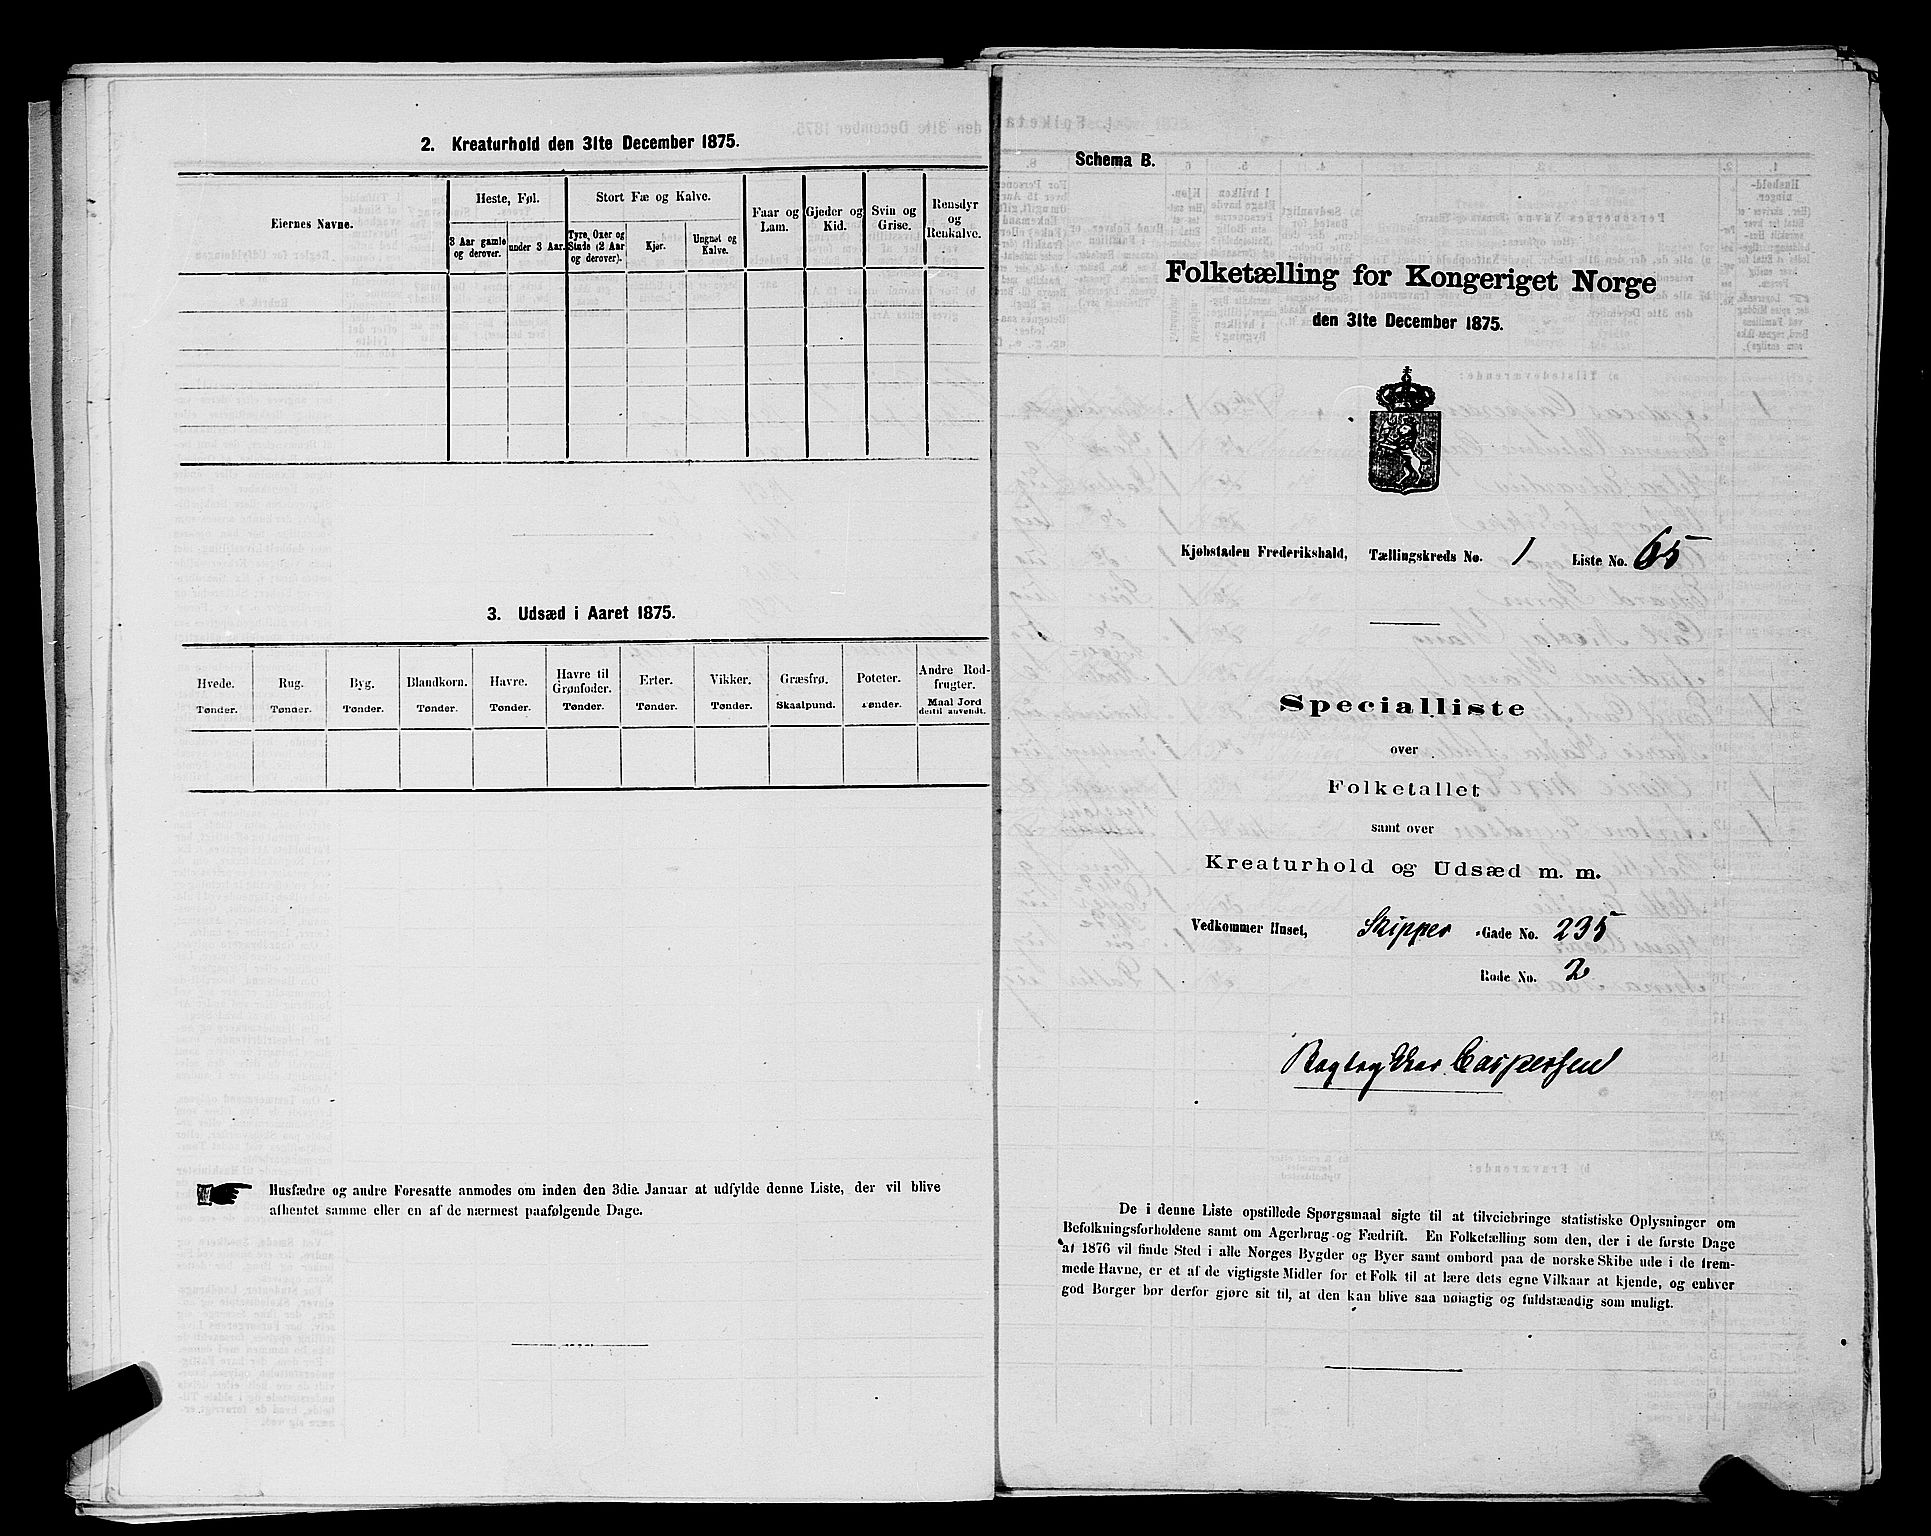 2. Kreaturhold den 31te December 1875.
Eiernes Navne.
Heste, Føl.
3 Aar gamle og derover.
under 3 Aar.
Stort Fæ og Kalve.
Tyre, Oxer og Stude (2 Aar og derover).
Kjør.
Ungnøt og Kalve.
Faar og Lam.
Gjeder og Kid.
Svin og Grise.
Rensdyr og Renkalve.
3. Udsæd i Aaret 1875.
Hvede. Tønder.
Rug. Tønder.
Byg. Tønder.
Blandkorn. Tønder.
Havre. Tønder.
Havre til Grønfoder. Tønder.
Erter. Tønder.
Vikker. Tønder.
Græsfrø. Skaalpund.
Poteter. Tønder.
Andre Rodfrugter. Maal Jord dertil anvendt.
Husfædre og andre Foresatte anmodes om inden den 3die. Januar at udfylde denne Liste, der vil blive
afhentet samme eller en af de nærmest paafølgende Dage.
Schema B.
Folketælling for Kongeriget Norge
den 31te December 1875.
Kjøbstaden Frederikshald, Tællingskreds No. 1 Liste No. 65
Specialliste
over
Folketallet
samt over
Kreaturhold og Udsæd m. m.
Vedkommer Huset, Skipper -Gade No. 235
Rode No. 2
Caspersen
De i denne Liste opstillede Spørgsmaal sigte til at tilveiebringe statistiske Oplysninger om
Befolkningsforholdene samt om Agerbrug og Fædrift. En Folketælling som den, der i de første Dage
af 1876 vil finde Sted i alle Norges Bygder og Byer samt ombord paa de norske Skibe ude i de frem-
mede Havne, er et af de vigtigste Midler for et Folk til at lære dets egne Vilkaar at kjende, og enhver
god Borger bør derfor gjøre sit til, at den kan blive saa nøiagtig og fuldstændig som muligt.